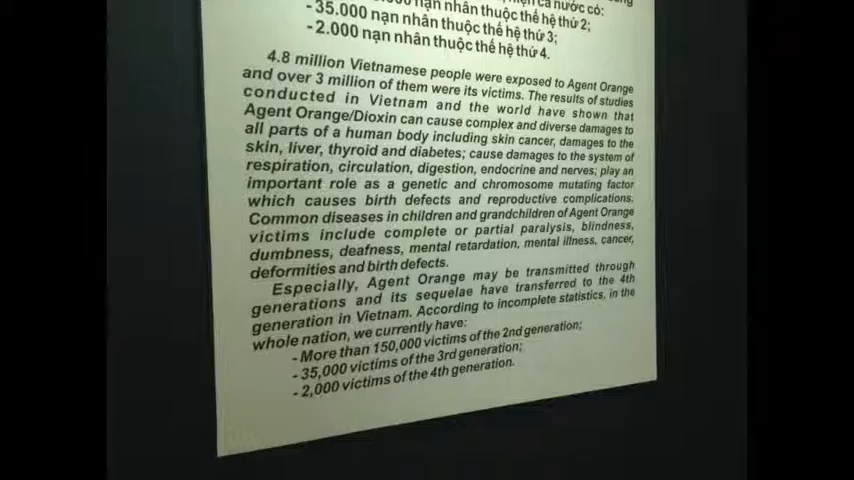 nạn nhân thuộc thế hệ thứ 2;
- 35.000 nạn nhân thuộc thế hệ thứ 3;
- 2.000 nạn nhân thuộc thế hệ thứ 4.
4.8 million Vietnamese people were exposed to Agent Orange
and over 3 million of them were its victims. The results of studies
conducted in Vietnam and the world have shown that
Agent Orange/Dioxin can cause complex and diverse damages to
all parts of a human body including skin cancer, damages to the
skin, liver, thyroid and diabetes; cause damages to the system of
respiration, circulation, digestion, endocrine and nerves; play an
important role as a genetic and chromosome mutating factor
which causes birth defects and reproductive complications.
Common diseases in children and grandchildren of Agent Orange
victims include complete or partial paralysis, blindness,
dumbness, deafness, mental retardation, mental illness, cancer,
deformities and birth defects.
Especially, Agent Orange may be transmitted through
generations and its sequelae have transferred to the 4th
generation in Vietnam. According to incomplete statistics, in the
whole nation, we currently have:
- More than 150,000 victims of the 2nd generation;
- 35,000 victims of the 3rd generation;
- 2,000 victims of the 4th generation.